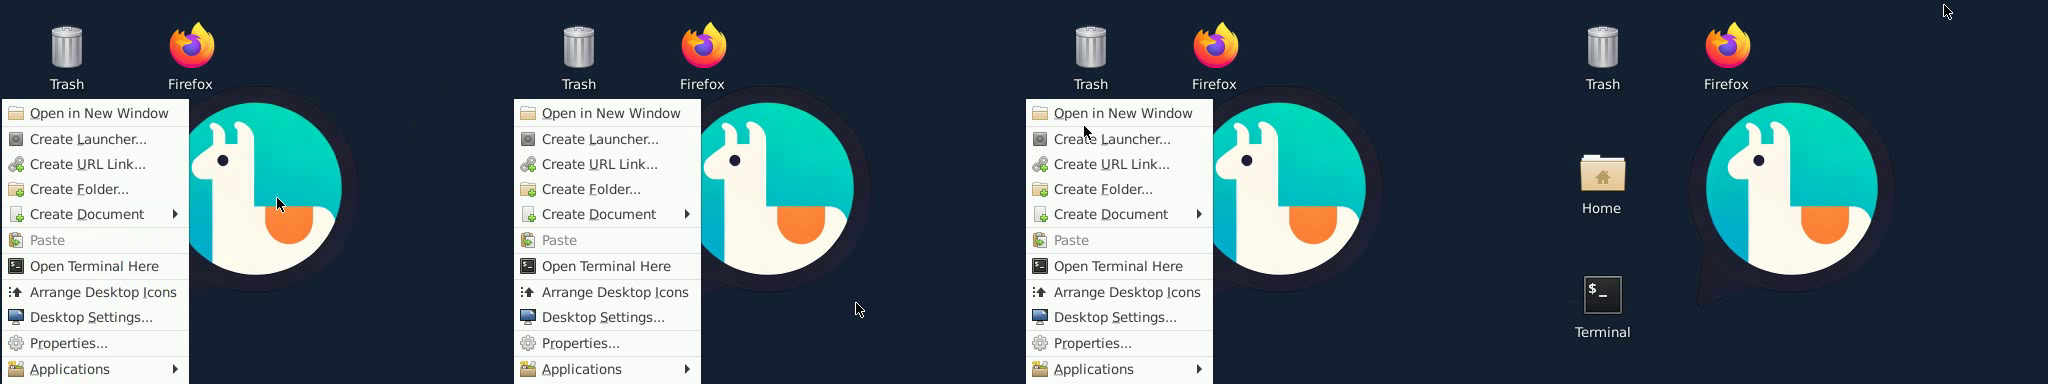 Trash
Firefox
Open in New Window
Create Launcher...
Create URL Link...
Create Folder...
Create Document
Paste
Open Terminal Here
Arrange Desktop Icons
Desktop Settings...
Properties...
Applications
Trash
Firefox
Open in New Window
Create Launcher...
Create URL Link...
Create Folder...
Create Document
Paste
Open Terminal Here
Arrange Desktop Icons
Desktop Settings...
Properties...
Applications
Trash
Firefox
Open in New Window
Create Launcher...
Create URL Link...
Create Folder...
Create Document
Paste
Open Terminal Here
Arrange Desktop Icons
Desktop Settings...
Properties...
Applications
Trash
Firefox
Home
$_
Terminal